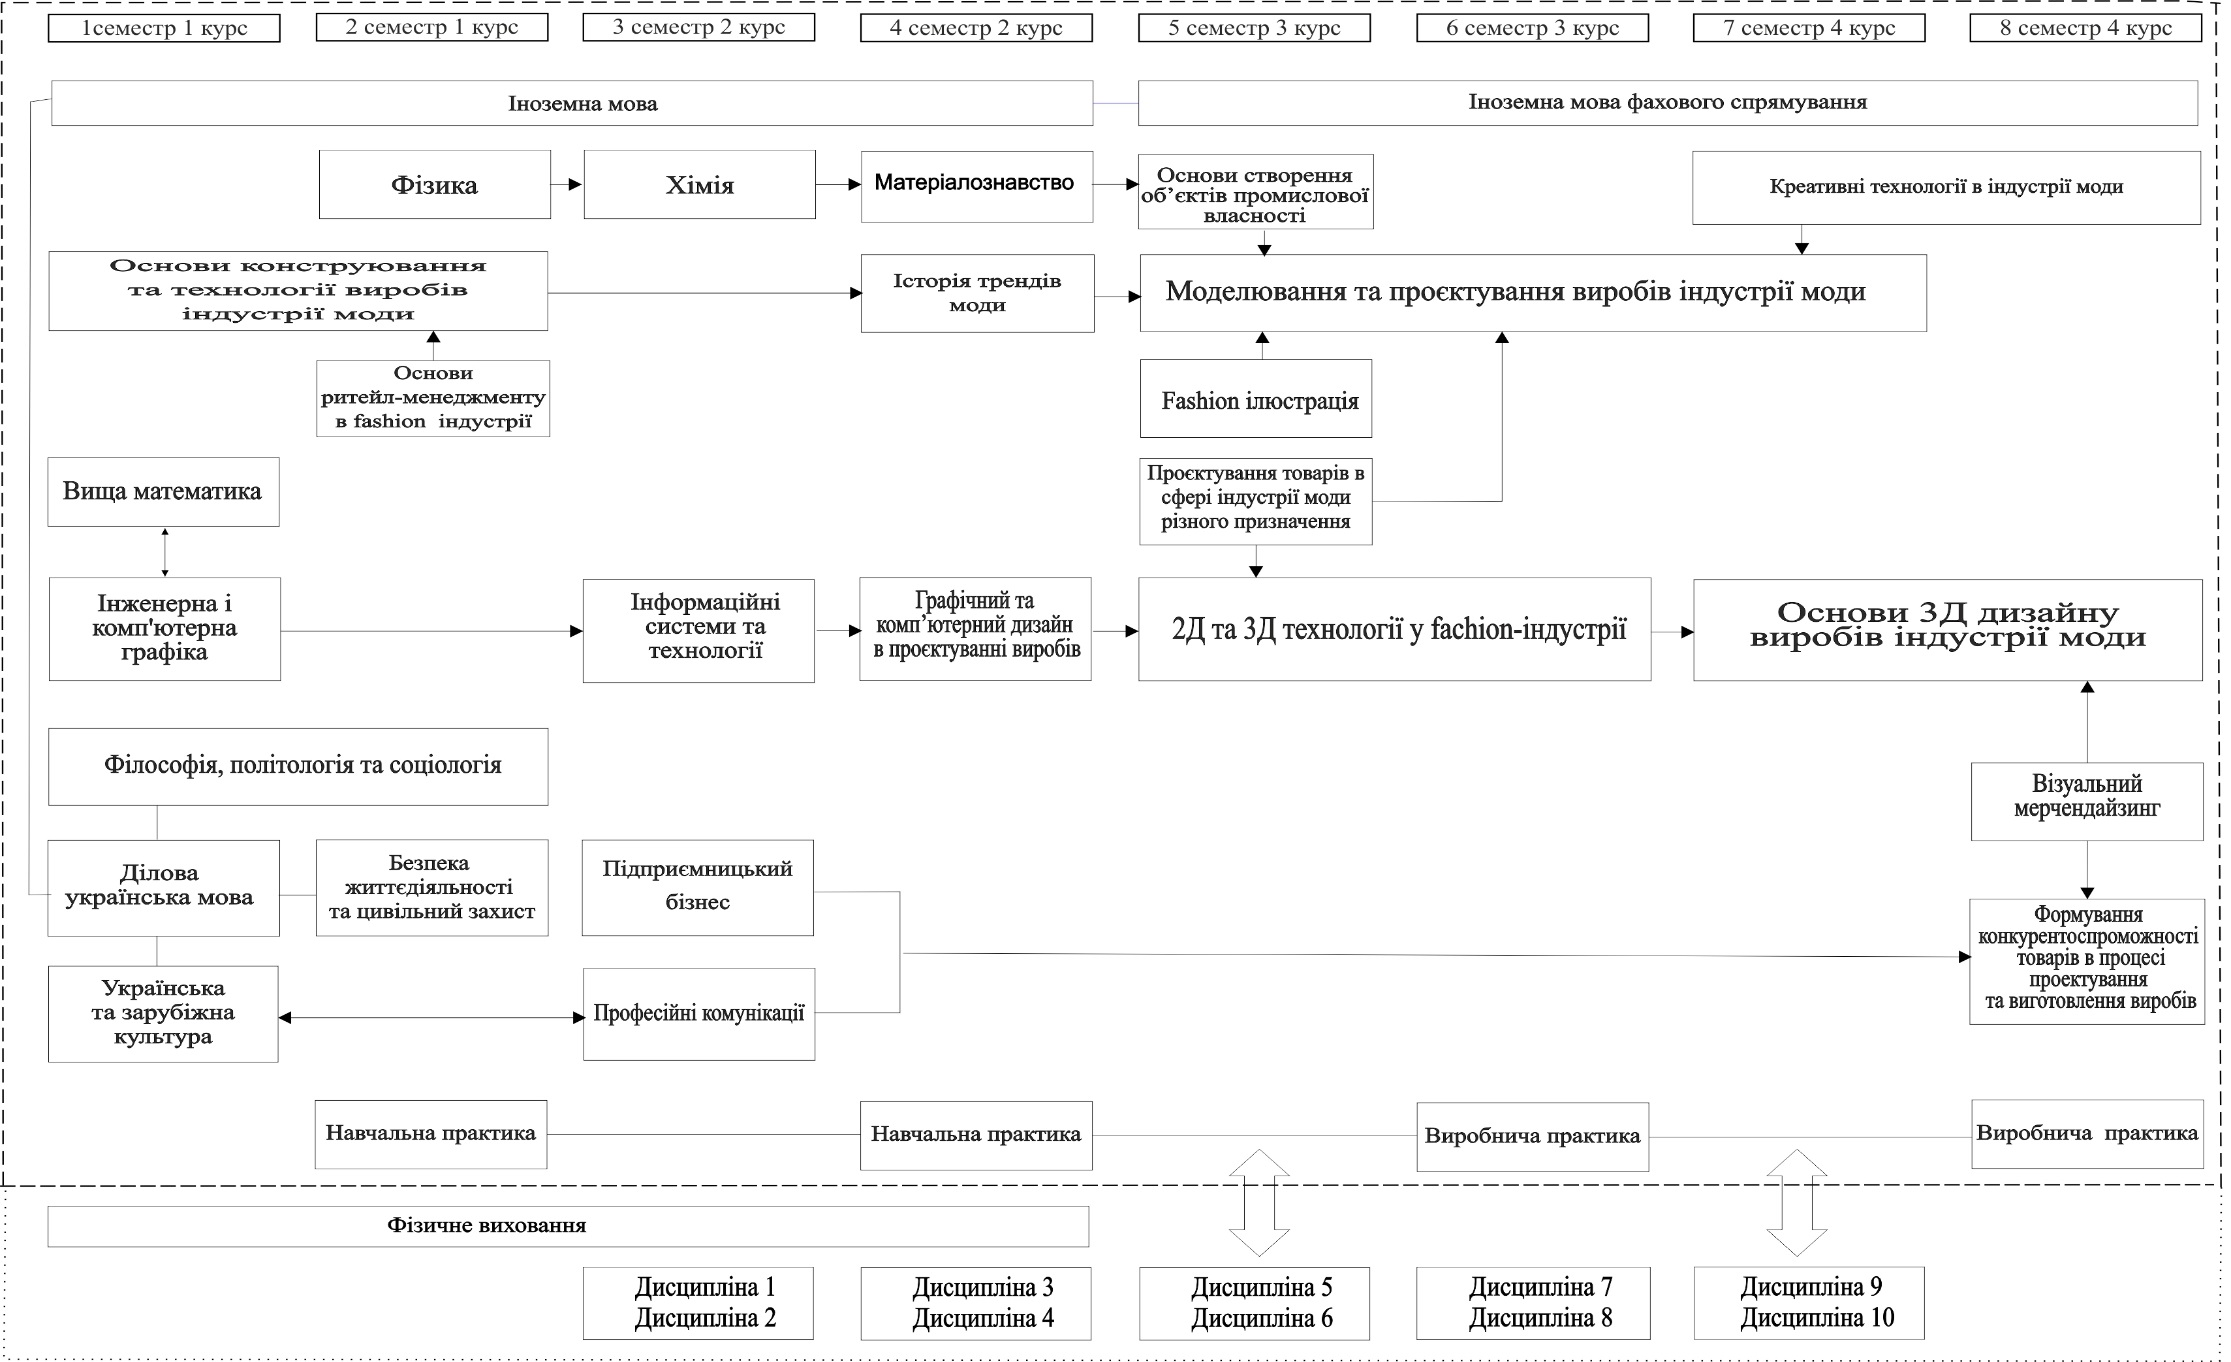 1семестр 1 курс
2 семестр 1 курс
3 семестр 2 курс
4 семестр 2 курс
5 семестр 3 курс
6 семестр 3 курс
7 семестр 4 курс
8 семестр 4 курс
Іноземна мова
Іноземна мова фахового спрямування
Фізика
Хімія
Матеріалознавство
Основи створення
об’єктів промислової
власності
Креативні технології в індустрії моди
Основи конструювання
та технології виробів
індустрії моди
Історія трендів
моди
Моделювання та проєктування виробів індустрії моди
Основи
ритейл-менеджменту
в fashion індустрії
Fashion ілюстрація
Вища математика
Проєктування товарів в
сфері індустрії моди
різного призначення
Інженерна і
комп'ютерна
графіка
Інформаційні
системи та
технології
Графічний та
комп’ютерний дизайн
в проєктуванні виробів
2Д та 3Д технології у fachion-індустрії
Основи 3Д дизайну
виробів індустрії моди
Філософія, політологія та соціологія
Візуальний
мерчендайзинг
Ділова
українська мова
Безпека
життєдіяльності
та цивільний захист
Підприємницький
бізнес
Формування
конкурентоспроможності
товарів в процесі
проектування
та виготовлення виробів
Українська
та зарубіжна
культура
Професійні комунікації
Навчальна практика
Навчальна практика
Виробнича практика
Виробнича практика
Фізичне виховання
Дисципліна 1
Дисципліна 2
Дисципліна 3
Дисципліна 4
Дисципліна 5
Дисципліна 6
Дисципліна 7
Дисципліна 8
Дисципліна 9
Дисципліна 10